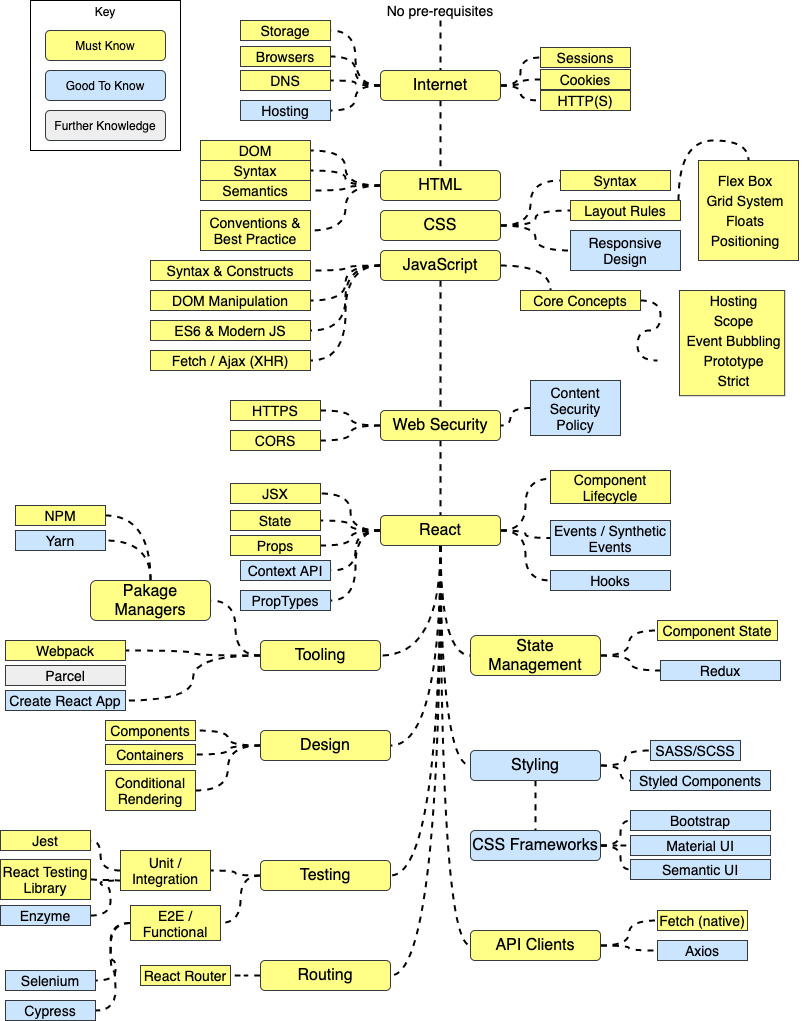 Key
Must Know
Good To Know
Further Knowledge
No pre-requisites
Storage
Browsers
DNS
Hosting
Internet
Sessions
Cookies
HTTP(S)
DOM
Syntax
Semantics
Conventions &
Best Practice
HTML
CSS
Syntax
Layout Rules
Responsive
Design
Flex Box
Grid System
Floats
Positioning
JavaScript
Syntax & Constructs
DOM Manipulation
ES6 & Modern JS
Fetch / Ajax (XHR)
Core Concepts
Hosting
Scope
Event Bubbling
Prototype
Strict
HTTPS
CORS
Web Security
Content
Security
Policy
JSX
State
Props
Context API
PropTypes
React
Component
Lifecycle
Events / Synthetic
Events
Hooks
NPM
Yarn
Pakage
Managers
Webpack
Parcel
Create React App
Tooling
State
Management
Component State
Redux
Components
Containers
Conditional
Rendering
Design
Styling
SASS/SCSS
Styled Components
CSS Frameworks
Bootstrap
Material UI
Semantic UI
Jest
React Testing
Library
Enzyme
Unit /
Integration
Testing
E2E /
Functional
Selenium
Cypress
API Clients
Fetch (native)
Axios
React Router
Routing